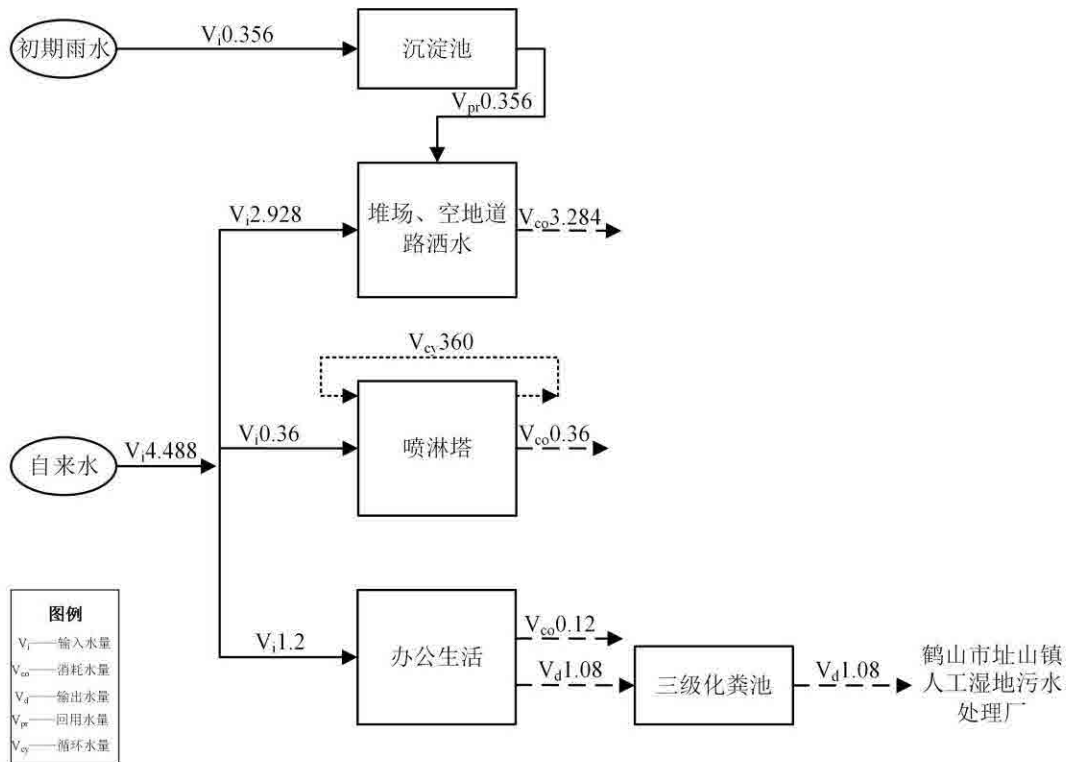 初期雨水
Vi0.356
沉淀池
Vpr0.356
Vi2.928
堆场、空地道
路洒水
Vco3.284
Vcy360
自来水
Vi4.488
Vi0.36
喷淋塔
Vco0.36
Vi1.2
办公生活
Vco0.12
Vd1.08
三级化粪池
Vd1.08
鹤山市址山镇
人工湿地污水
处理厂
图例
Vi——输入水量
Vco——消耗水量
Vd——输出水量
Vpr——回用水量
Vcy——循环水量